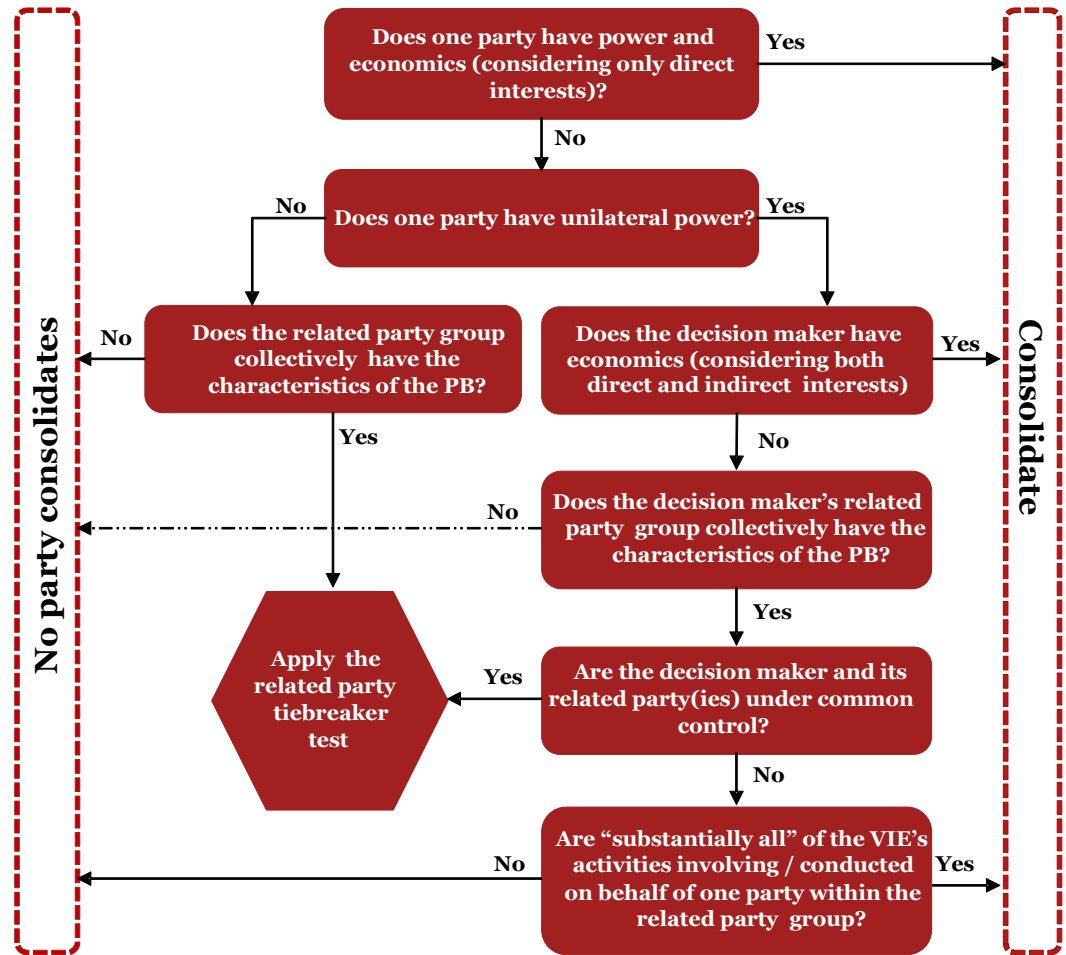 Does one party have power and
economics (considering only direct
interests)?
Yes
No
Does one party have unilateral power?
No
Yes
Does the related party group
collectively have the
characteristics of the PB?
No
Yes
Does the decision maker have
economics (considering both
direct and indirect interests)
Yes
No
Does the decision maker’s related
party group collectively have the
characteristics of the PB?
No
Yes
Apply the
related party
tiebreaker
test
Are the decision maker and its
related party(ies) under common
control?
Yes
No
Are “substantially all” of the VIE’s
activities involving / conducted
on behalf of one party within the
related party group?
No
Yes
No party consolidates
Consolidate